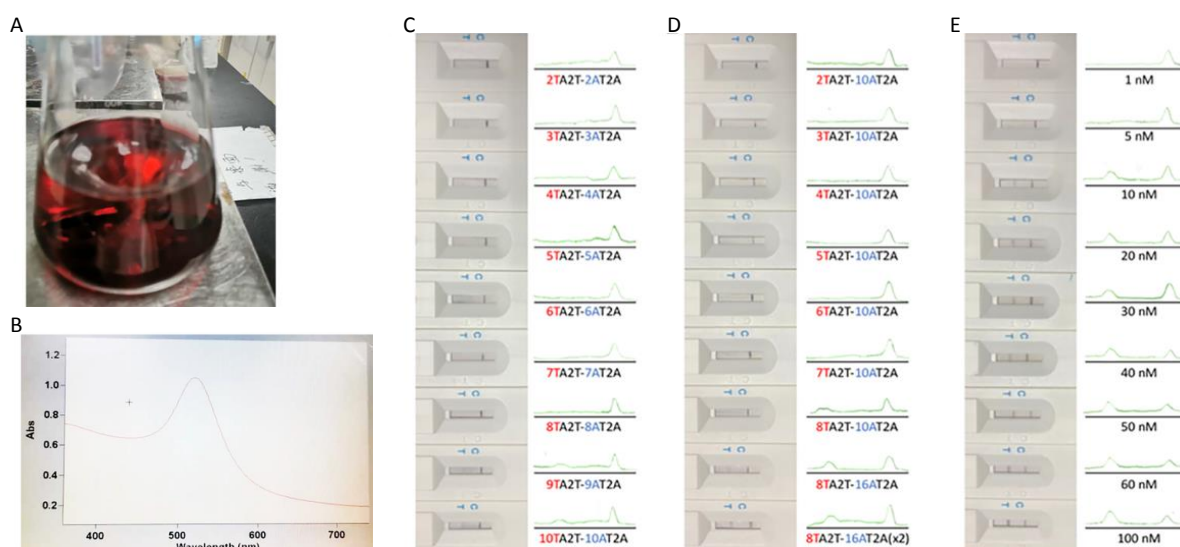 A
C
D
E
2TA2T-2AT2A
3TA2T-3AT2A
4TA2T-4AT2A
5TA2T-5AT2A
6TA2T-6AT2A
7TA2T-7AT2A
8TA2T-8AT2A
9TA2T-9AT2A
10TA2T-10AT2A
2TA2T-10AT2A
3TA2T-10AT2A
4TA2T-10AT2A
5TA2T-10AT2A
6TA2T-10AT2A
7TA2T-10AT2A
8TA2T-10AT2A
8TA2T-16AT2A
8TA2T-16AT2A(x2)
1 nM
5 nM
10 nM
20 nM
30 nM
40 nM
50 nM
60 nM
100 nM
C
T
B
Abs
1.2
1.0
0.8
0.6
0.4
0.2
400
500
600
700
Wavelength (nm)